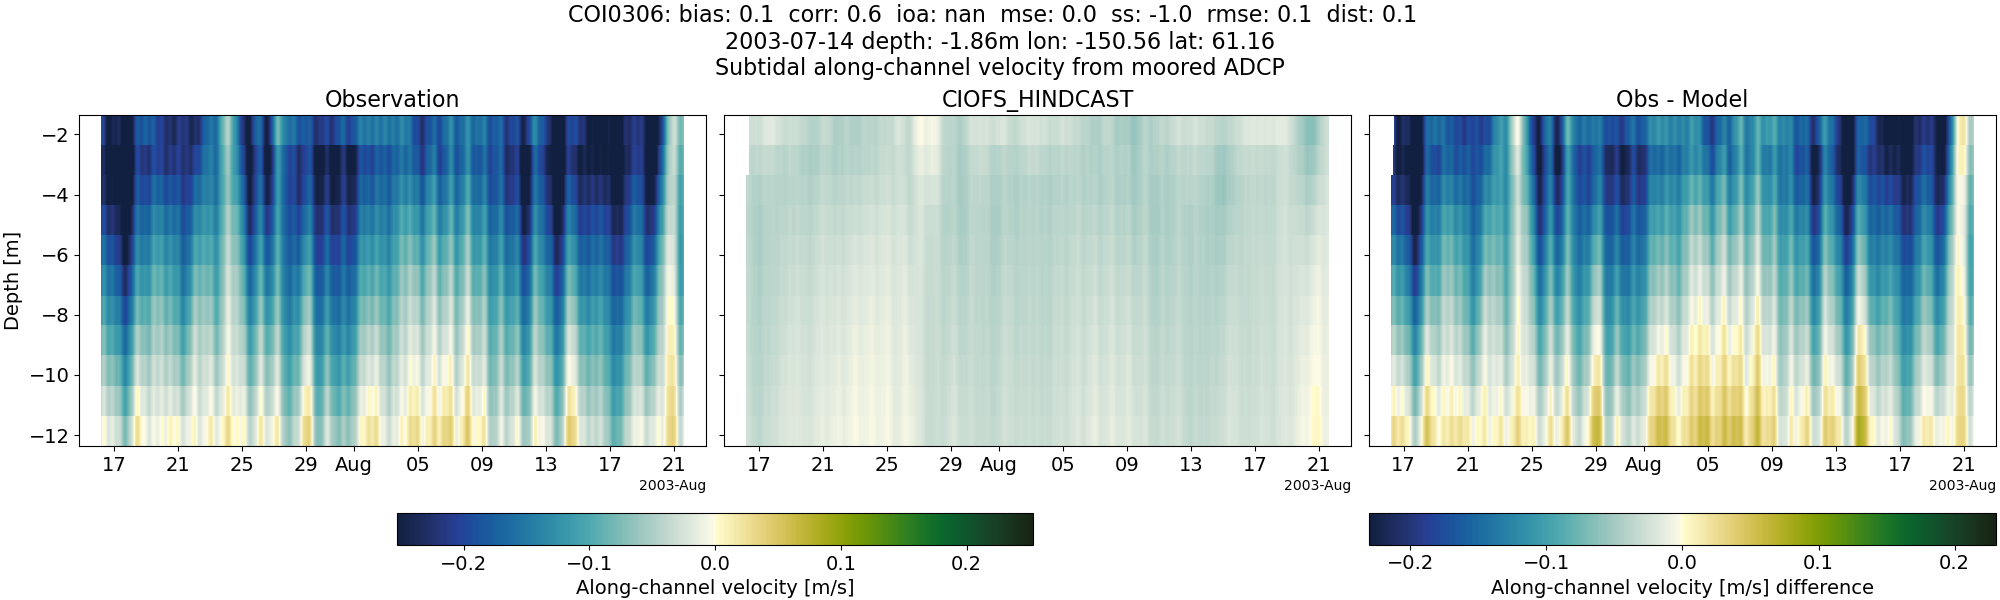 COI0306: bias: 0.1  corr: 0.6  ioa: nan  mse: 0.0  ss: -1.0  rmse: 0.1  dist: 0.1
2003-07-14 depth: -1.86m lon: -150.56 lat: 61.16
Subtidal along-channel velocity from moored ADCP
Observation
CIOFS_HINDCAST
Obs - Model
Depth [m]
−2
−4
−6
−8
−10
−12
17 21 25 29 Aug 05 09 13 17 21
2003-Aug
17 21 25 29 Aug 05 09 13 17 21
2003-Aug
17 21 25 29 Aug 05 09 13 17 21
2003-Aug
−0.2 −0.1 0.0 0.1 0.2
Along-channel velocity [m/s]
−0.2 −0.1 0.0 0.1 0.2
Along-channel velocity [m/s] difference